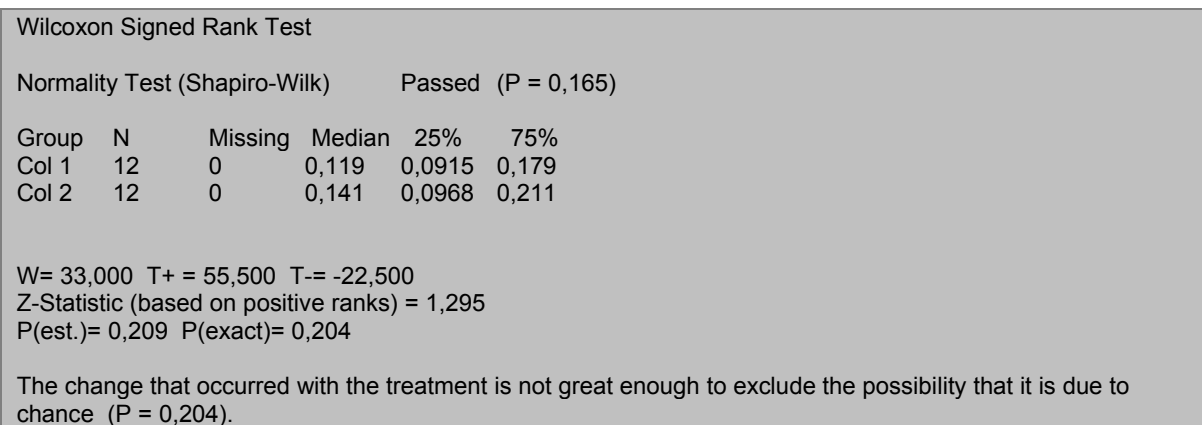 Wilcoxon Signed Rank Test
Normality Test (Shapiro-Wilk) Passed (P = 0,165)
Group N Missing Median 25% 75%
Col 1 12 0 0,119 0,0915 0,179
Col 2 12 0 0,141 0,0968 0,211
W= 33,000 T+ = 55,500 T-= -22,500
Z-Statistic (based on positive ranks) = 1,295
P(est.)= 0,209 P(exact)= 0,204
The change that occurred with the treatment is not great enough to exclude the possibility that it is due to
chance (P = 0,204).